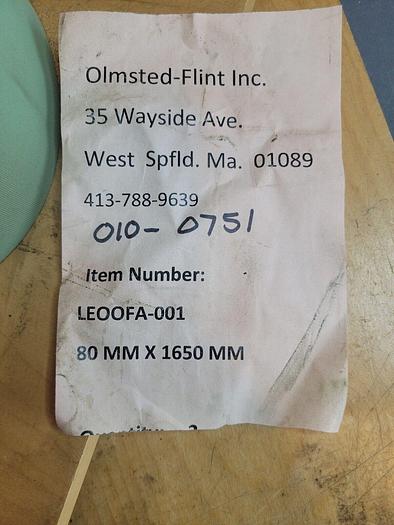 Olmsted-Flint Inc.
35 Wayside Ave.
West Spfld. Ma. 01089
413-788-9639
010-0751
Item Number:
LEOOFA-001
80 MM X 1650 MM